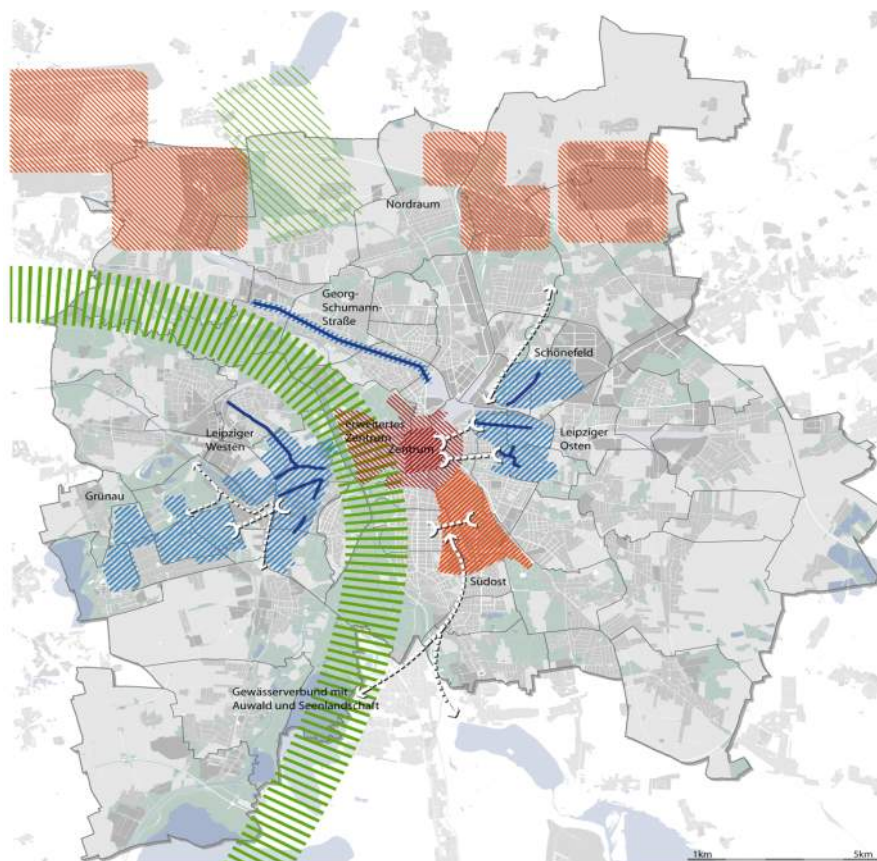 Nordraum
Georg-
Schumann-
Straße
Schönefeld
erweitertes
Zentrum
Zentrum
Leipziger
Westen
Leipziger
Osten
Grünau
Südost
Gewässerverbund mit
Auwald und Seenlandschaft
1km
5km